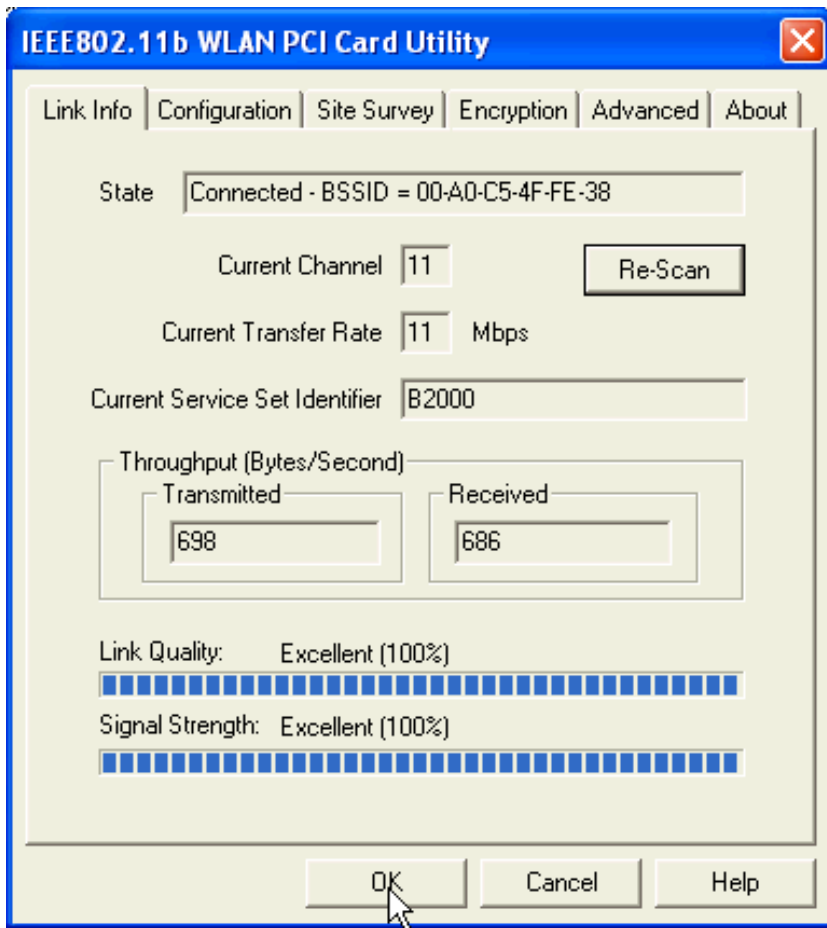 IEEE802.11b WLAN PCI Card Utility
Link Info Configuration Site Survey Encryption Advanced About
State Connected - BSSID = 00-A0-C5-4F-FE-38
Current Channel 11 Re-Scan
Current Transfer Rate 11 Mbps
Current Service Set Identifier B2000
Throughput (Bytes/Second)
Transmitted Received
698 686
Link Quality: Excellent (100%)
Signal Strength: Excellent (100%)
OK Cancel Help